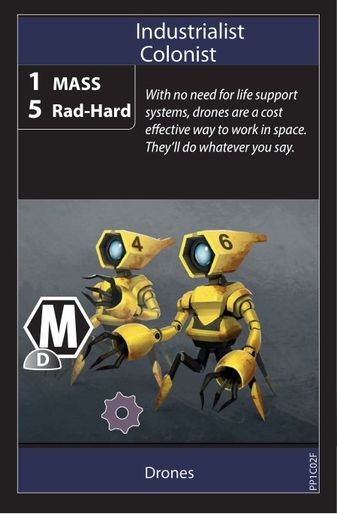 Industrialist
Colonist
1 MASS
5 Rad-Hard
With no need for life support
systems, drones are a cost
effective way to work in space.
They'll do whatever you say.
4
6
M
D
Drones
PP1C02F